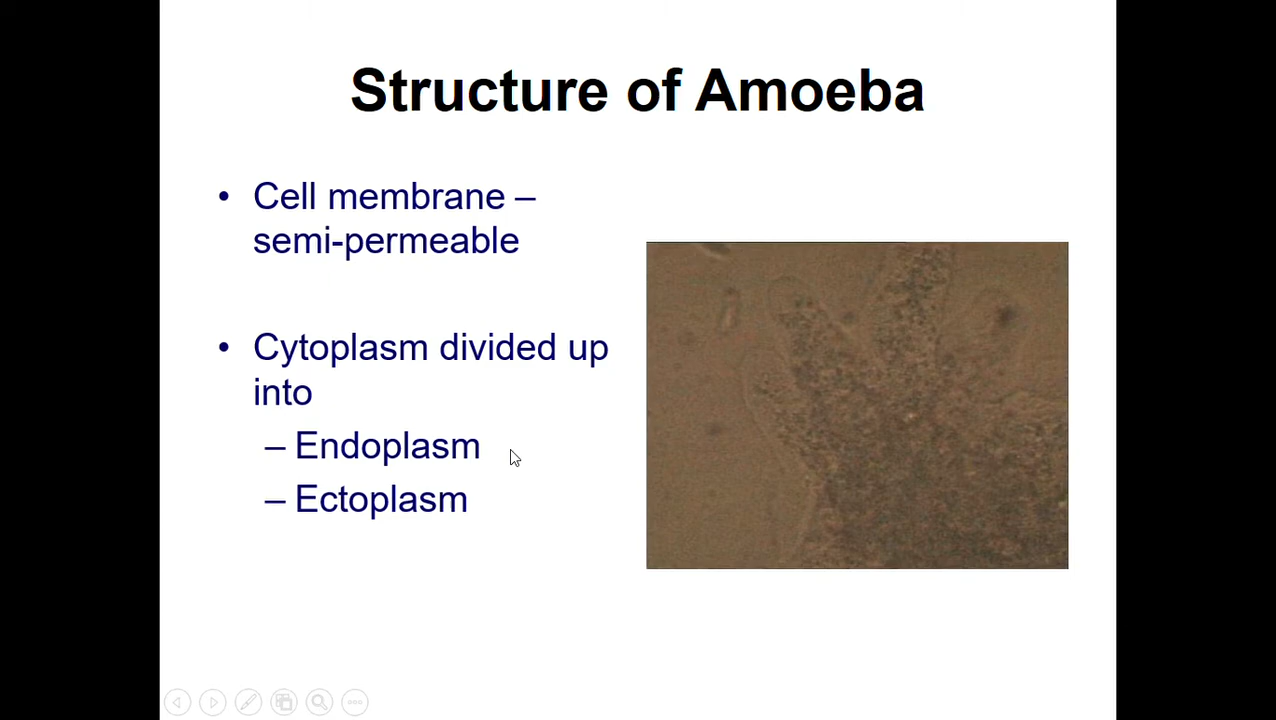 Structure of Amoeba
• Cell membrane –
semi-permeable
• Cytoplasm divided up
into
– Endoplasm
– Ectoplasm